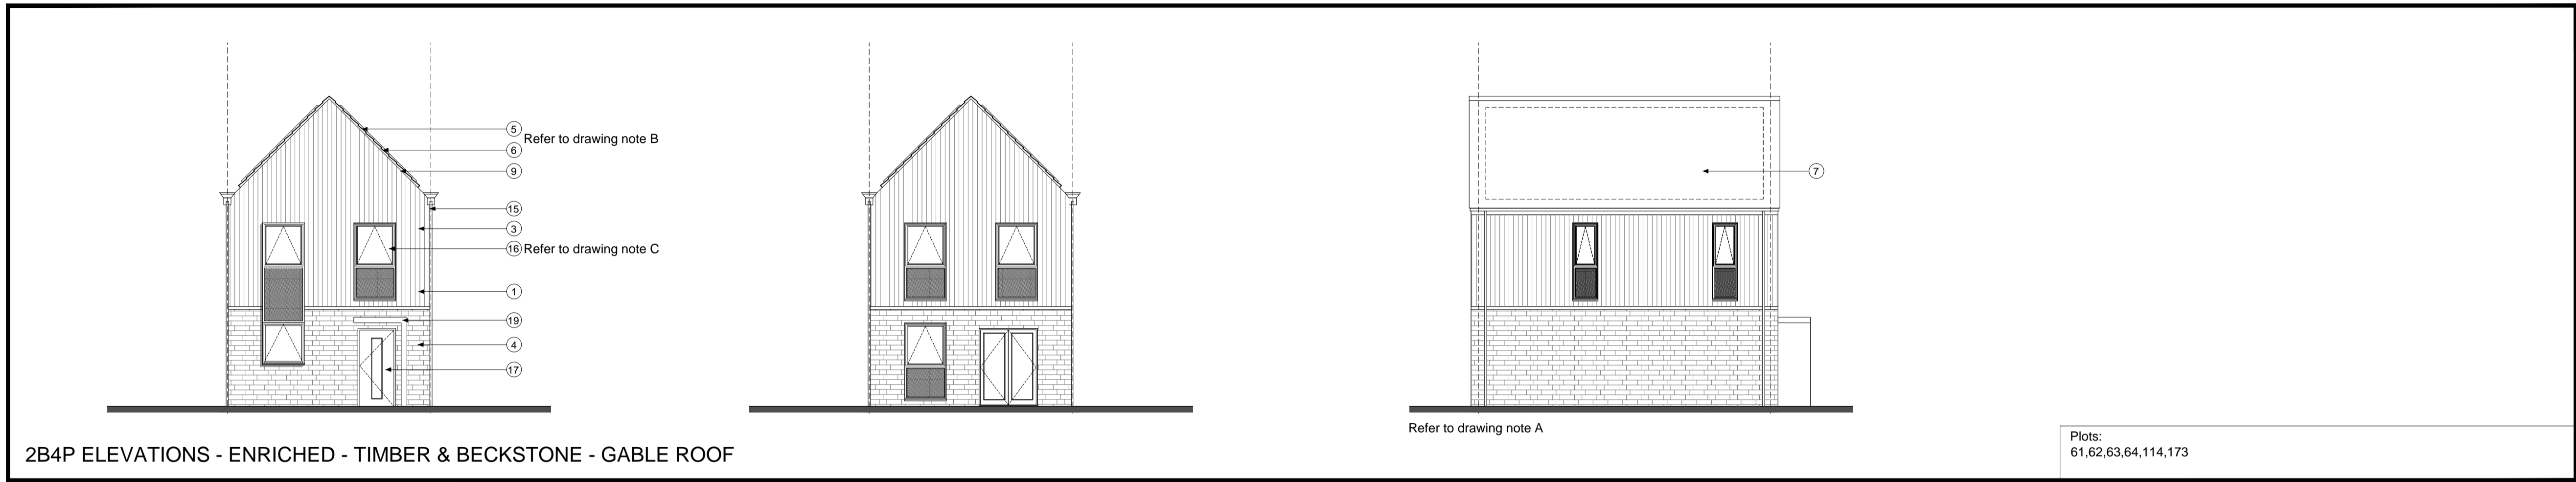 5
Refer to drawing note B
6
9
15
3
16 Refer to drawing note C
1
19
4
17
7
Refer to drawing note A
2B4P ELEVATIONS - ENRICHED - TIMBER & BECKSTONE - GABLE ROOF
Plots:
61,62,63,64,114,173